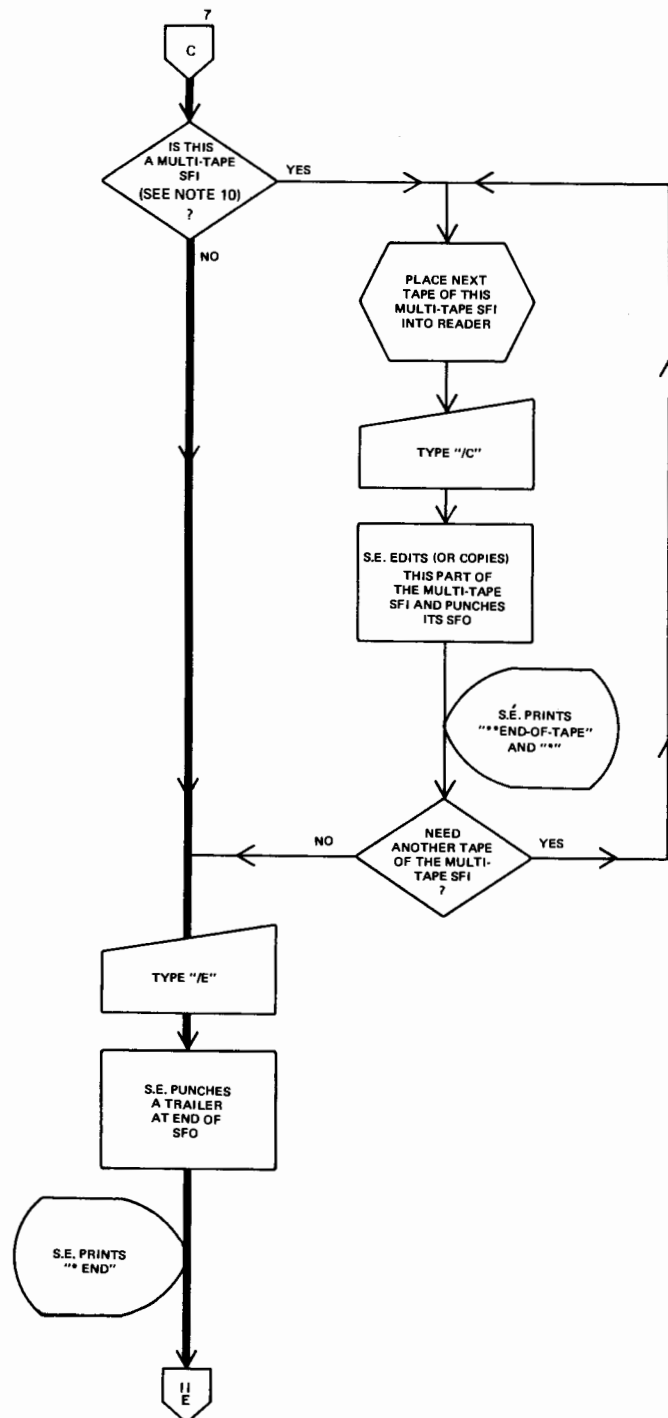 7
C
IS THIS
A MULTI-TAPE
SFI
(SEE NOTE 10)
?
YES
NO
PLACE NEXT
TAPE OF THIS
MULTI-TAPE SFI
INTO READER
TYPE "/C"
S.E. EDITS (OR COPIES)
THIS PART OF
THE MULTI-TAPE
SFI AND PUNCHES
ITS SFO
S.E. PRINTS
"**END-OF-TAPE"
AND "*"
NEED
ANOTHER TAPE
OF THE MULTI-
TAPE SFI
?
NO
YES
TYPE "/E"
S.E. PUNCHES
A TRAILER
AT END OF
SFO
S.E. PRINTS
"* END"
11
E